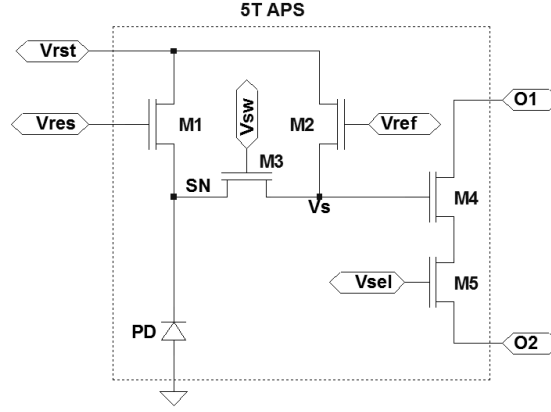 5T APS
Vrst
O1
Vres
M1
Vsw
M2
Vref
M3
SN
Vs
M4
Vsel
M5
PD
O2